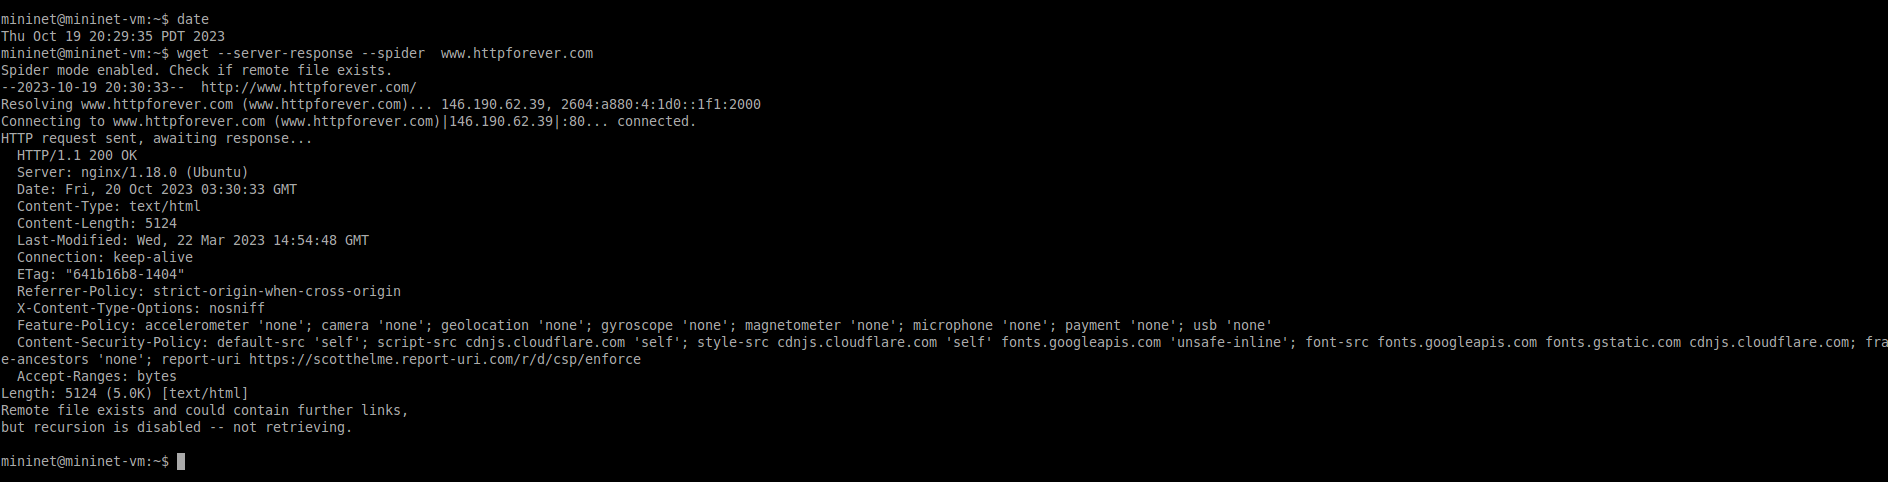 mininet@mininet-vm:~$ date
Thu Oct 19 20:29:35 PDT 2023
mininet@mininet-vm:~$ wget --server-response --spider  www.httpforever.com
Spider mode enabled. Check if remote file exists.
--2023-10-19 20:30:33--  http://www.httpforever.com/
Resolving www.httpforever.com (www.httpforever.com)... 146.190.62.39, 2604:a880:4:1d0::1f1:2000
Connecting to www.httpforever.com (www.httpforever.com)|146.190.62.39|:80... connected.
HTTP request sent, awaiting response...
  HTTP/1.1 200 OK
  Server: nginx/1.18.0 (Ubuntu)
  Date: Fri, 20 Oct 2023 03:30:33 GMT
  Content-Type: text/html
  Content-Length: 5124
  Last-Modified: Wed, 22 Mar 2023 14:54:48 GMT
  Connection: keep-alive
  ETag: "641b16b8-1404"
  Referrer-Policy: strict-origin-when-cross-origin
  X-Content-Type-Options: nosniff
  Feature-Policy: accelerometer 'none'; camera 'none'; geolocation 'none'; gyroscope 'none'; magnetometer 'none'; microphone 'none'; payment 'none'; usb 'none'
  Content-Security-Policy: default-src 'self'; script-src cdnjs.cloudflare.com 'self'; style-src cdnjs.cloudflare.com 'self' fonts.googleapis.com 'unsafe-inline'; font-src fonts.googleapis.com fonts.gstatic.com cdnjs.cloudflare.com; fra
e-ancestors 'none'; report-uri https://scotthelme.report-uri.com/r/d/csp/enforce
  Accept-Ranges: bytes
Length: 5124 (5.0K) [text/html]
Remote file exists and could contain further links,
but recursion is disabled -- not retrieving.
mininet@mininet-vm:~$